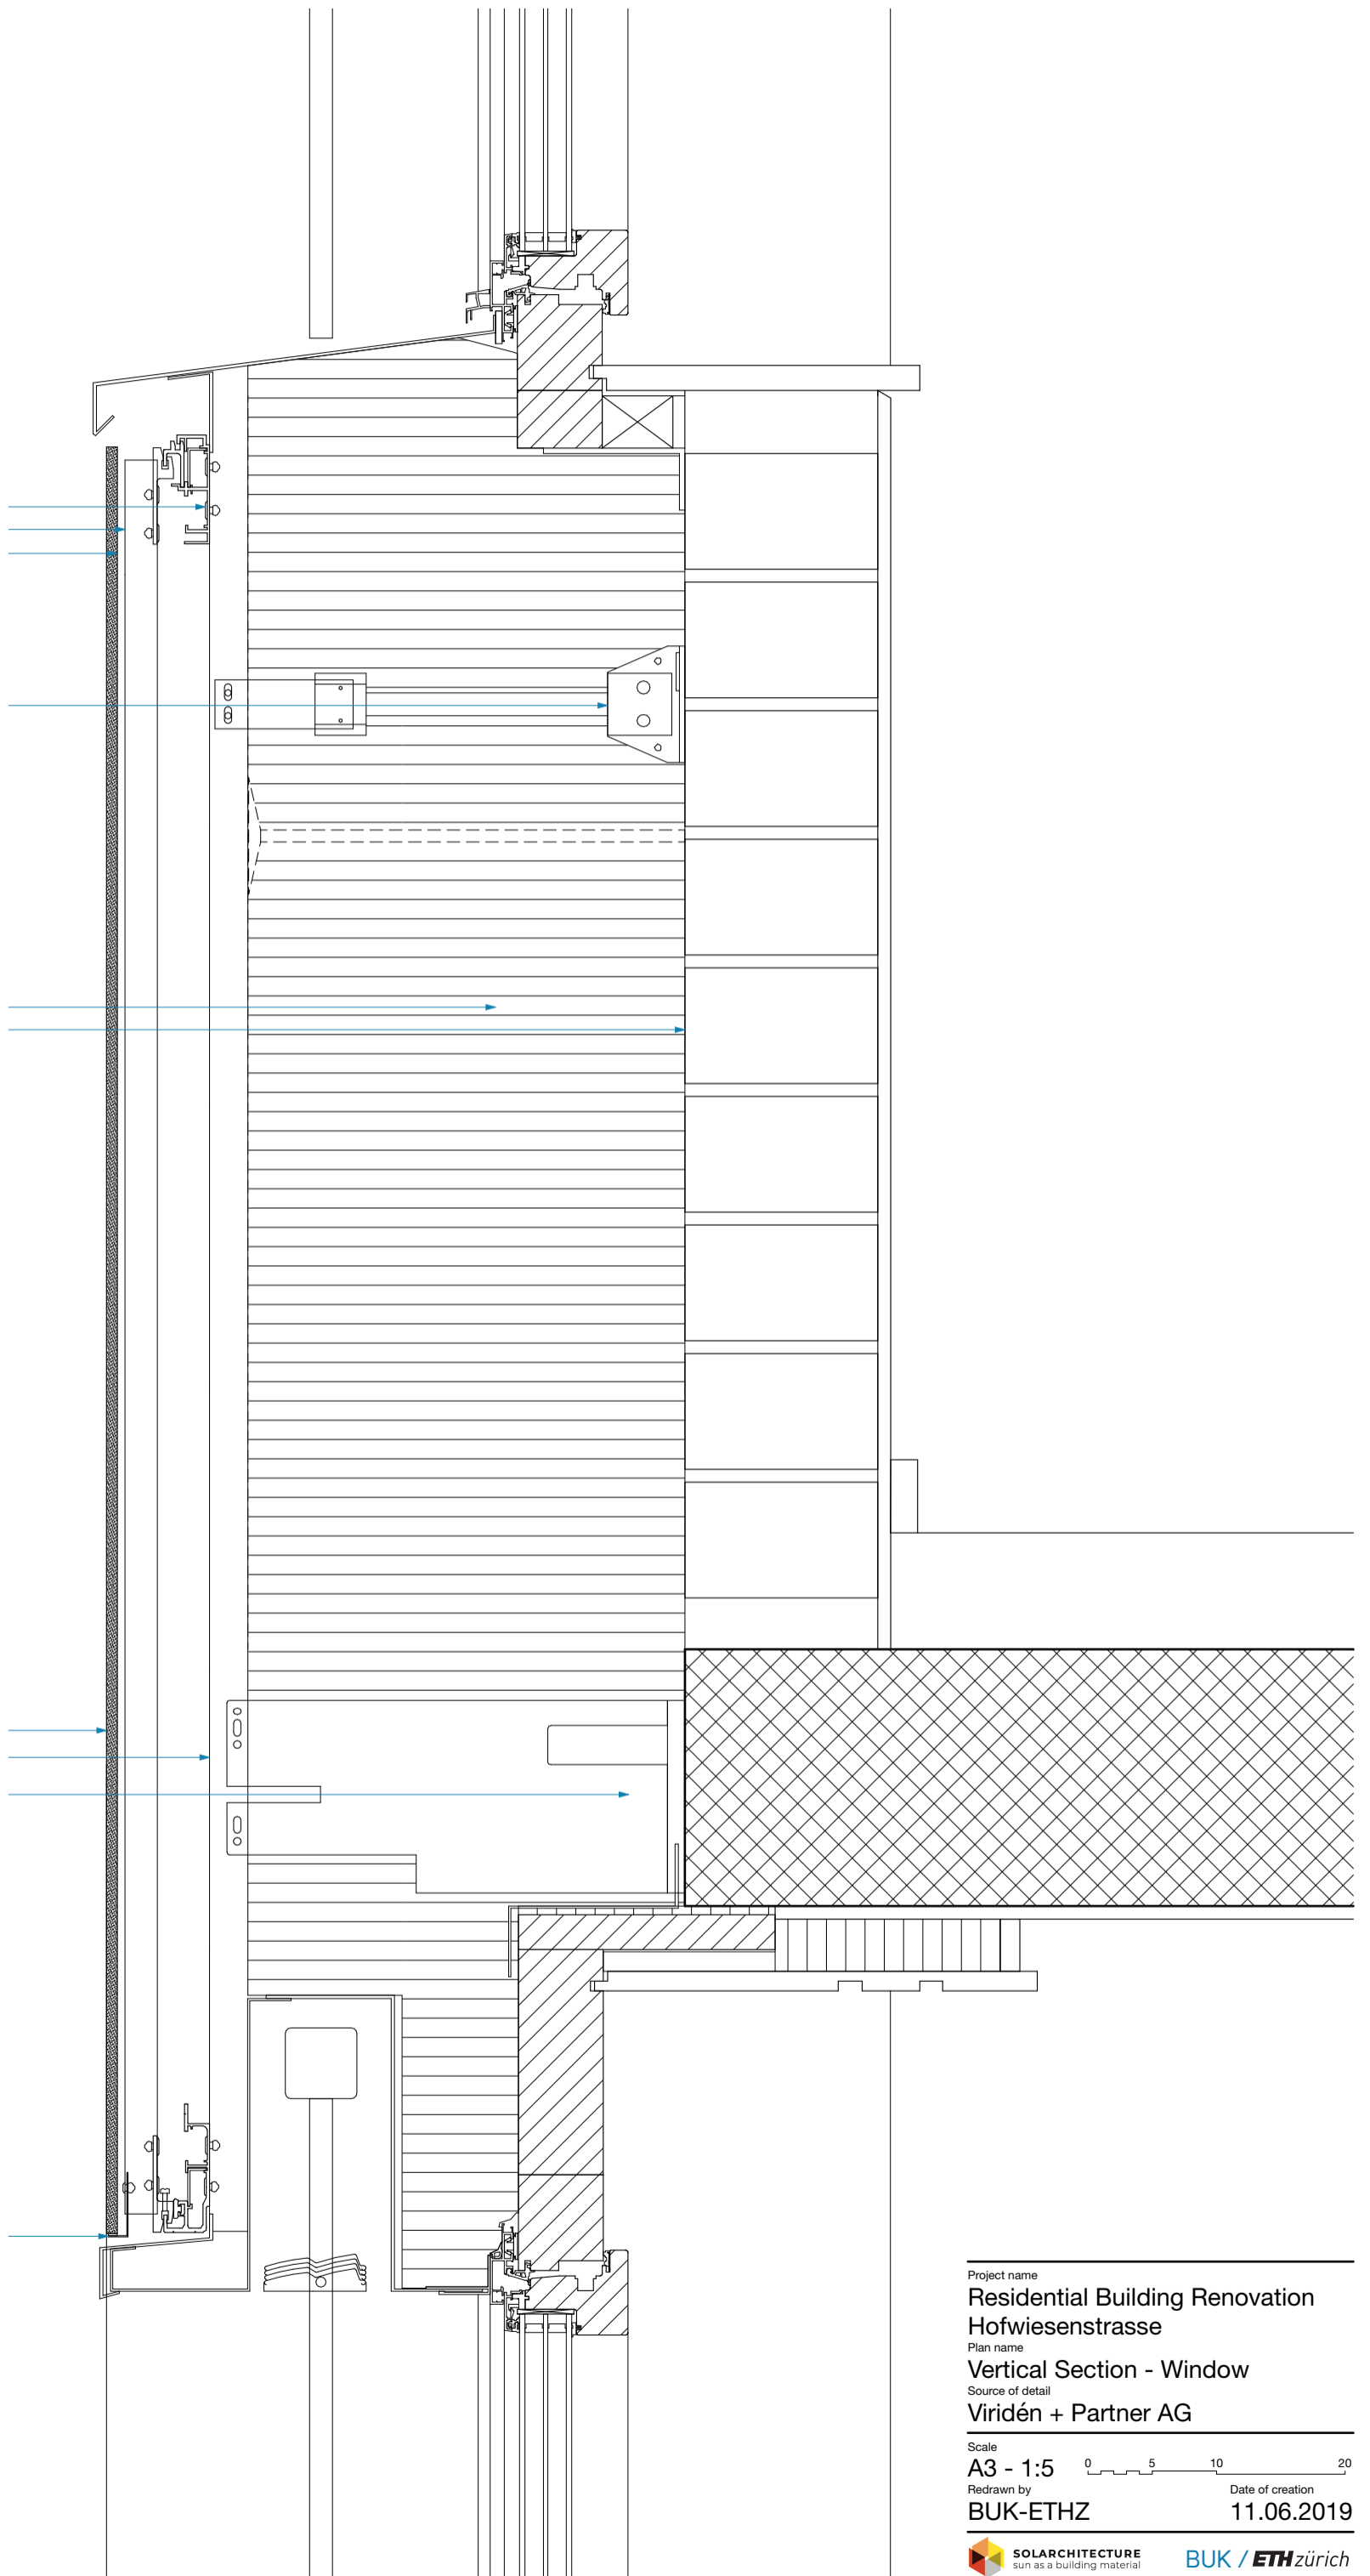 Project name
Residential Building Renovation
Hofwiesenstrasse
Plan name
Vertical Section - Window
Source of detail
Viridén + Partner AG
Scale
A3 - 1:5 0 5 10 20
Redrawn by Date of creation
BUK-ETHZ 11.06.2019
SOLARCHITECTURE
sun as a building material
BUK / ETH zürich